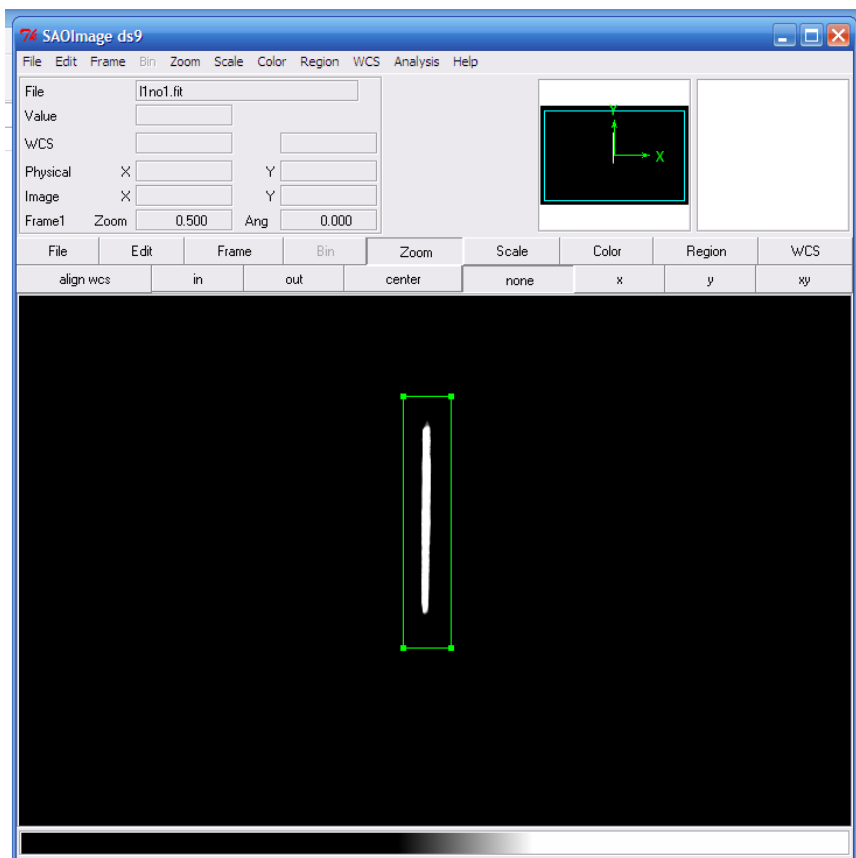 SAOImage ds9
File Edit Frame Bin Zoom Scale Color Region WCS Analysis Help
File l1no1.fit
Value
WCS
Physical X Y
Image X Y
Frame1 Zoom 0.500 Ang 0.000
Y
X
File Edit Frame Bin Zoom Scale Color Region WCS
align wcs in out center none x y xy